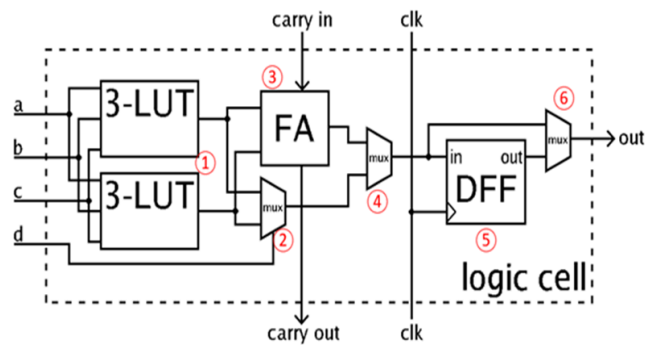 carry in
clk
a
b
c
d
3-LUT
①
3-LUT
③
FA
mux
②
mux
④
in
out
DFF
⑤
⑥
mux
out
logic cell
carry out
clk